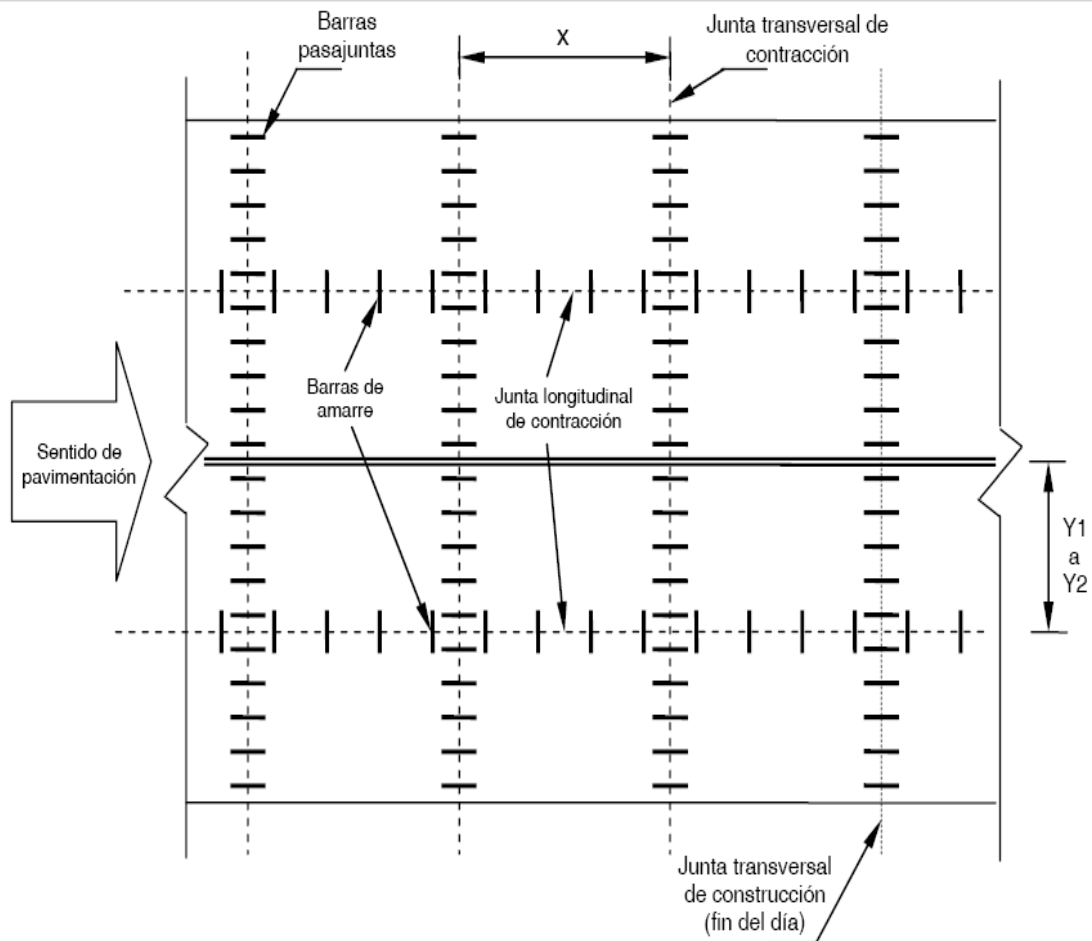 Barras
pasajuntas
X
Junta transversal de
contracción
Barras de
amarre
Junta longitudinal
de contracción
Sentido de
pavimentación
Y1
a
Y2
Junta transversal
de construcción
(fin del día)